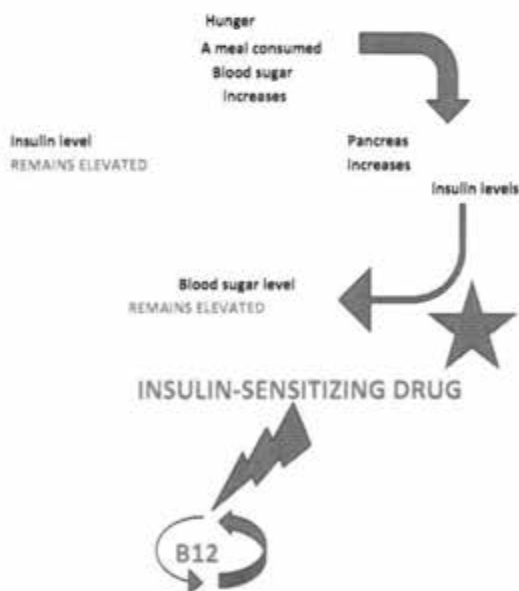 Hunger
A meal consumed
Blood sugar
increases
Insulin level
REMAINS ELEVATED
Pancreas
increases
Insulin levels
Blood sugar level
REMAINS ELEVATED
INSULIN-SENSITIZING DRUG
B12